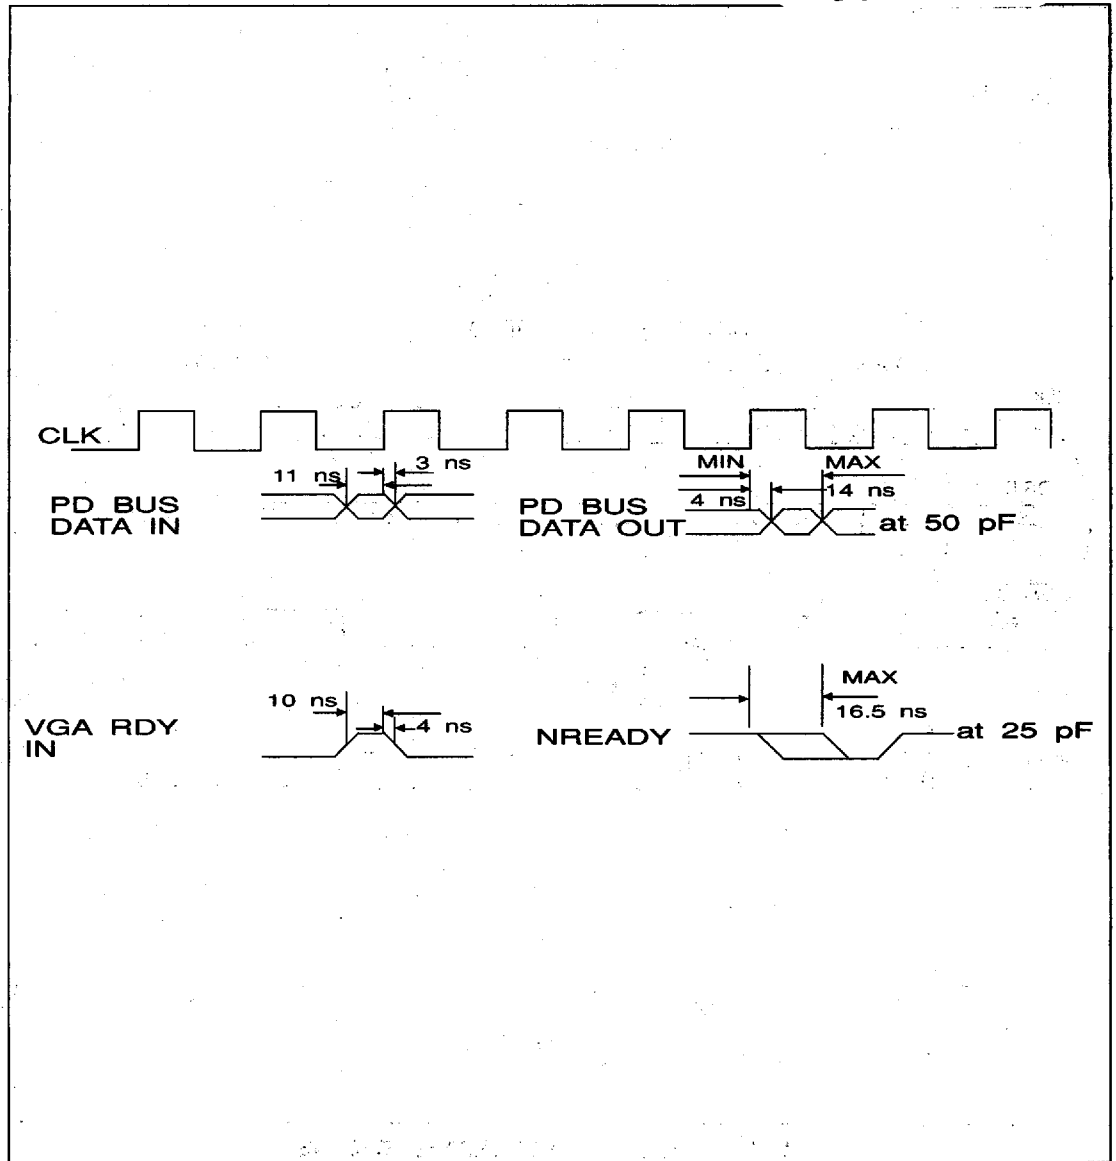 CLK
3 ns
11 ns
PD BUS
DATA IN
MIN
MAX
4 ns
14 ns
PD BUS
DATA OUT
at 50 pF
10 ns
4 ns
VGA RDY
IN
MAX
16.5 ns
NREADY
at 25 pF